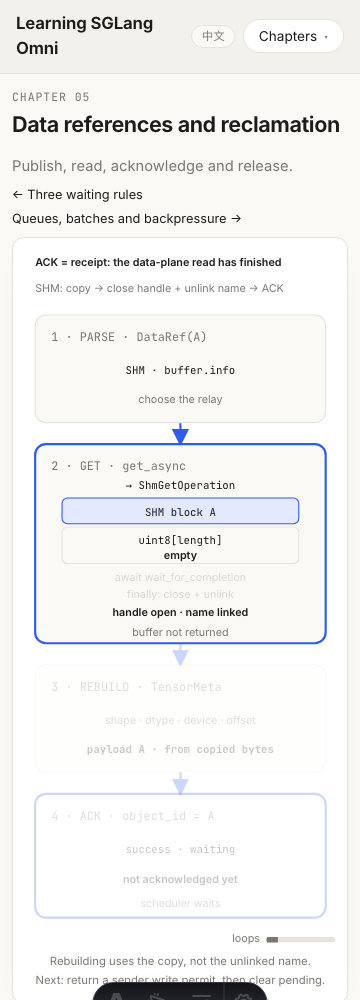 Learning SGLang
Omni
中文
Chapters
CHAPTER 05
Data references and reclamation
Publish, read, acknowledge and release.
← Three waiting rules
Queues, batches and backpressure →
ACK = receipt: the data-plane read has finished
SHM: copy → close handle + unlink name → ACK
1 · PARSE · DataRef(A)
SHM · buffer.info
choose the relay
2 · GET · get_async
→ ShmGetOperation
SHM block A
uint8[length]
empty
await wait_for_completion
finally: close + unlink
handle open · name linked
buffer not returned
3 · REBUILD · TensorMeta
shape · dtype · device · offset
payload A · from copied bytes
4 · ACK · object_id = A
success · waiting
not acknowledged yet
scheduler waits
loops
Rebuilding uses the copy, not the unlinked name.
Next: return a sender write permit, then clear pending.